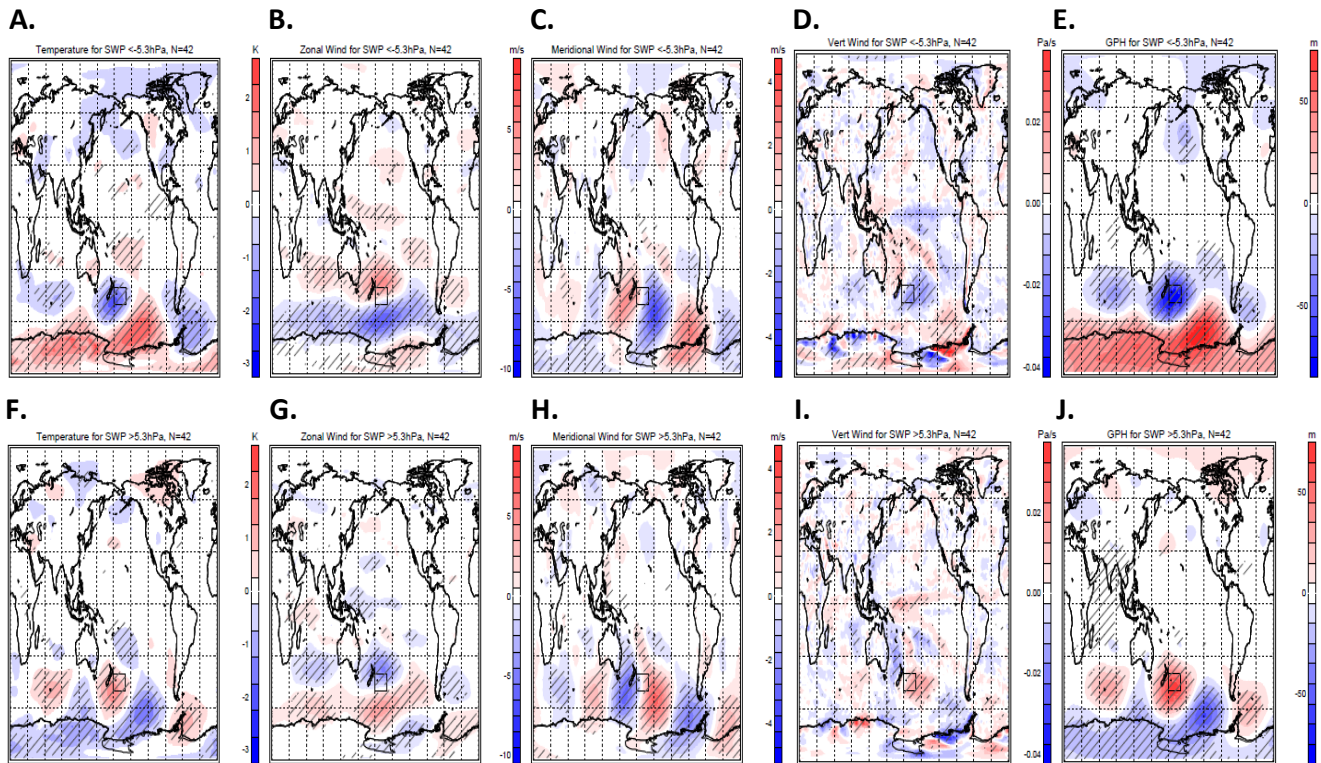 A. B. C. D. E.
Temperature for SWP <-5.3hPa, N=42
Zonal Wind for SWP <-5.3hPa, N=42
Meridional Wind for SWP <-5.3hPa, N=42
Vert Wind for SWP <-5.3hPa, N=42
GPH for SWP <-5.3hPa, N=42
K
2
1
0
-1
-2
-3
m/s
5
0
-5
-10
m/s
4
2
0
-2
-4
Pa/s
0.02
0.00
-0.02
-0.04
m
50
0
-50
F. G. H. I. J.
Temperature for SWP >5.3hPa, N=42
Zonal Wind for SWP >5.3hPa, N=42
Meridional Wind for SWP >5.3hPa, N=42
Vert Wind for SWP >5.3hPa, N=42
GPH for SWP >5.3hPa, N=42
K
2
1
0
-1
-2
-3
m/s
5
0
-5
-10
m/s
4
2
0
-2
-4
Pa/s
0.02
0.00
-0.02
-0.04
m
50
0
-50